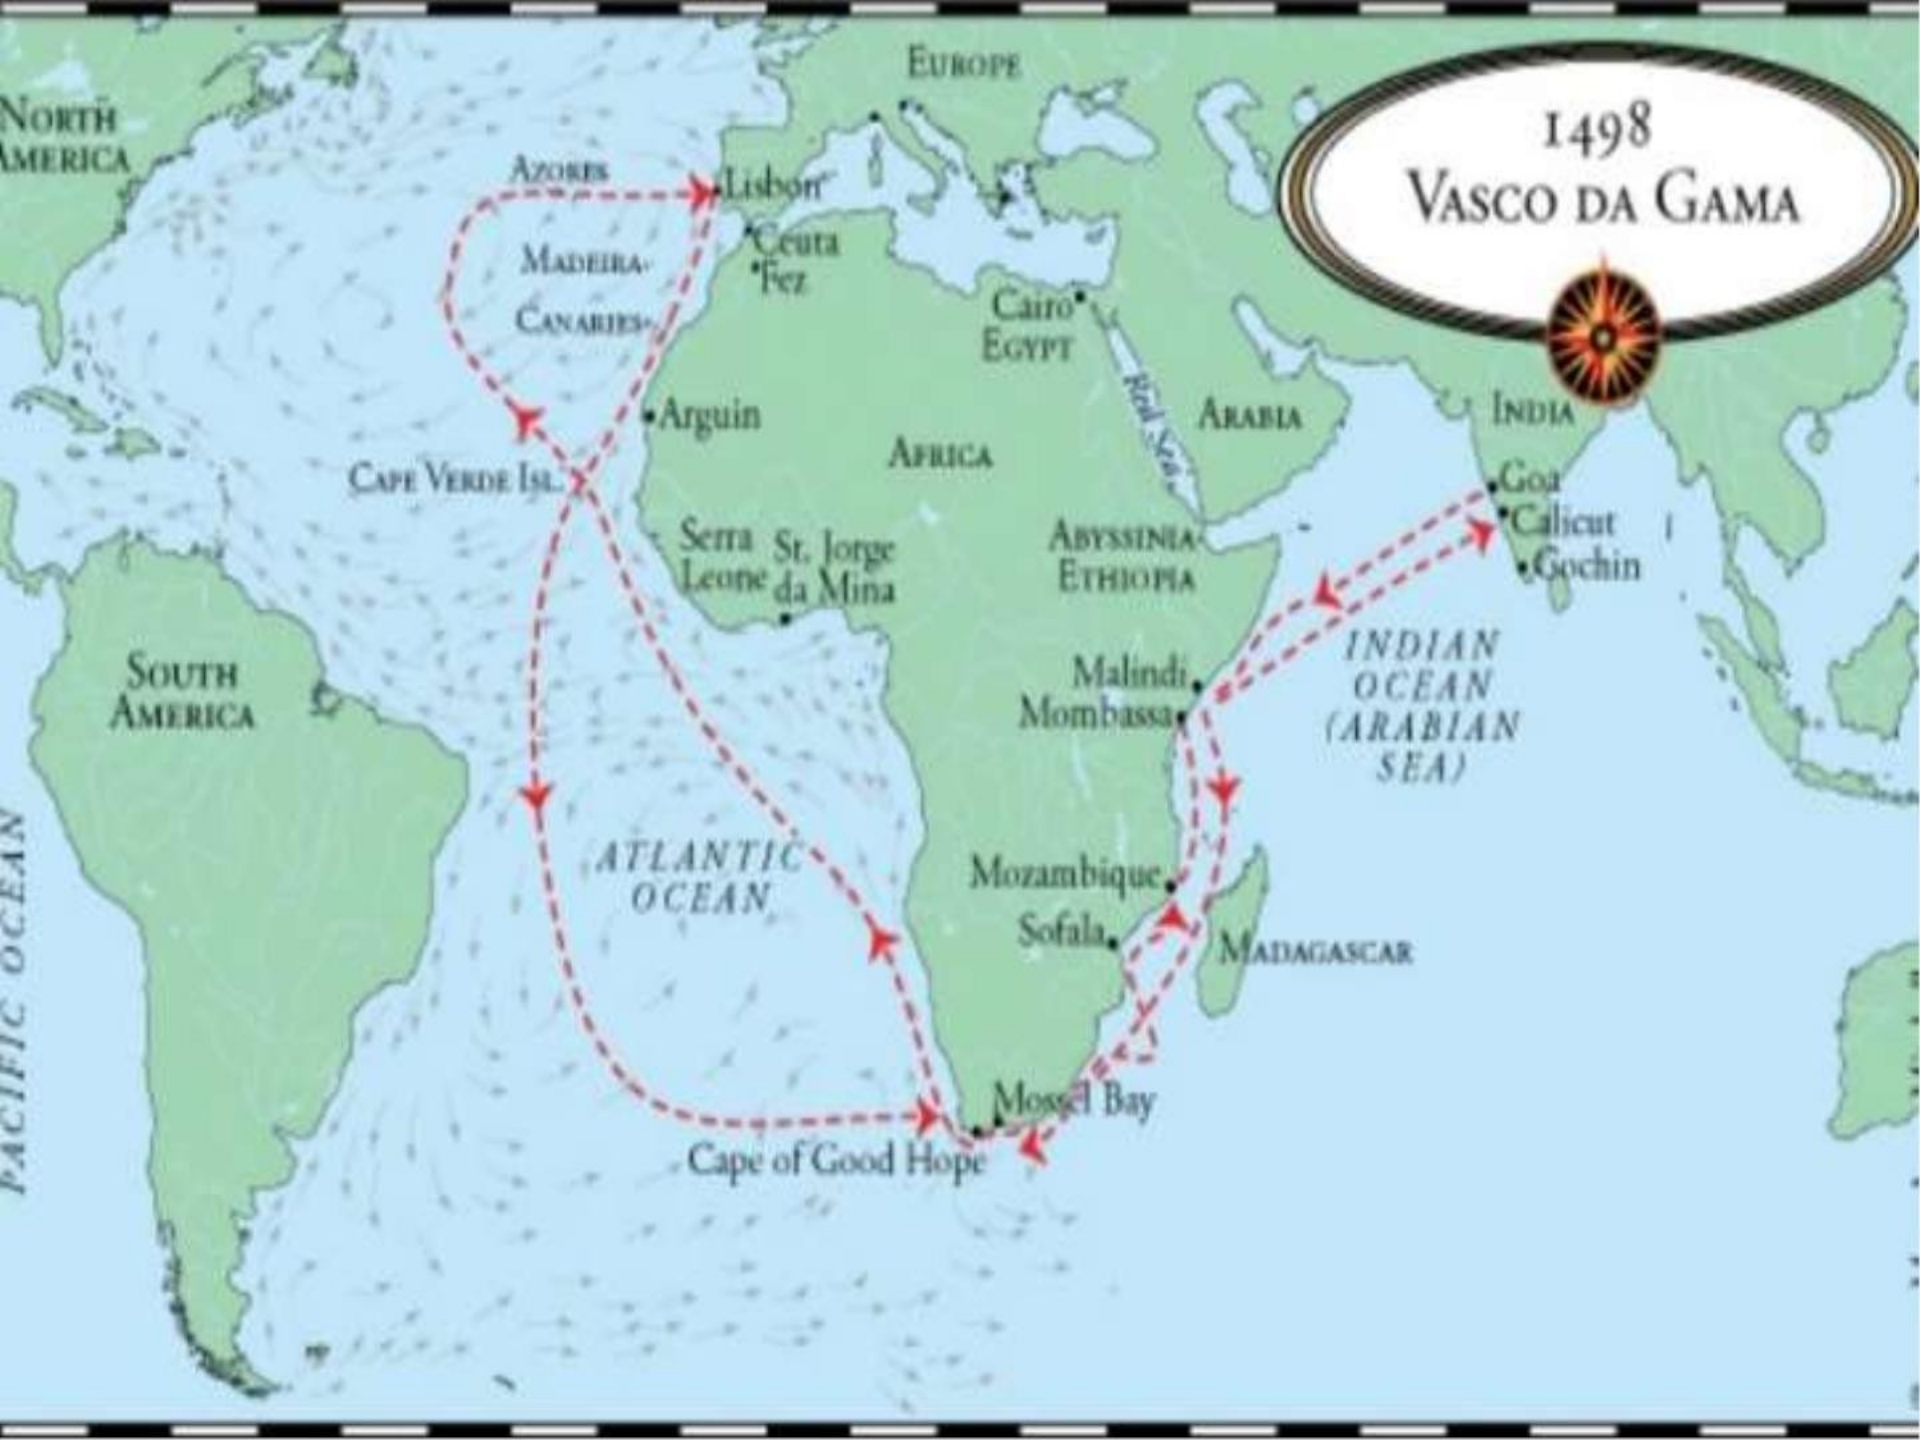 EUROPE
NORTH
AMERICA
1498
VASCO DA GAMA
AZORES
Lisbon
MADEIRA
CANARIES
Ceuta
Fez
Cairo
EGYPT
Red Sea
ARABIA
INDIA
Arguin
AFRICA
CAPE VERDE ISL.
Goa
Calicut
Gochin
Serra
Leone
St. Jorge
da Mina
ABYSSINIA
ETHIOPIA
SOUTH
AMERICA
Malindi
Mombassa
INDIAN
OCEAN
(ARABIAN
SEA)
ATLANTIC
OCEAN
PACIFIC OCEAN
Mozambique
Sofala
MADAGASCAR
Mossel Bay
Cape of Good Hope